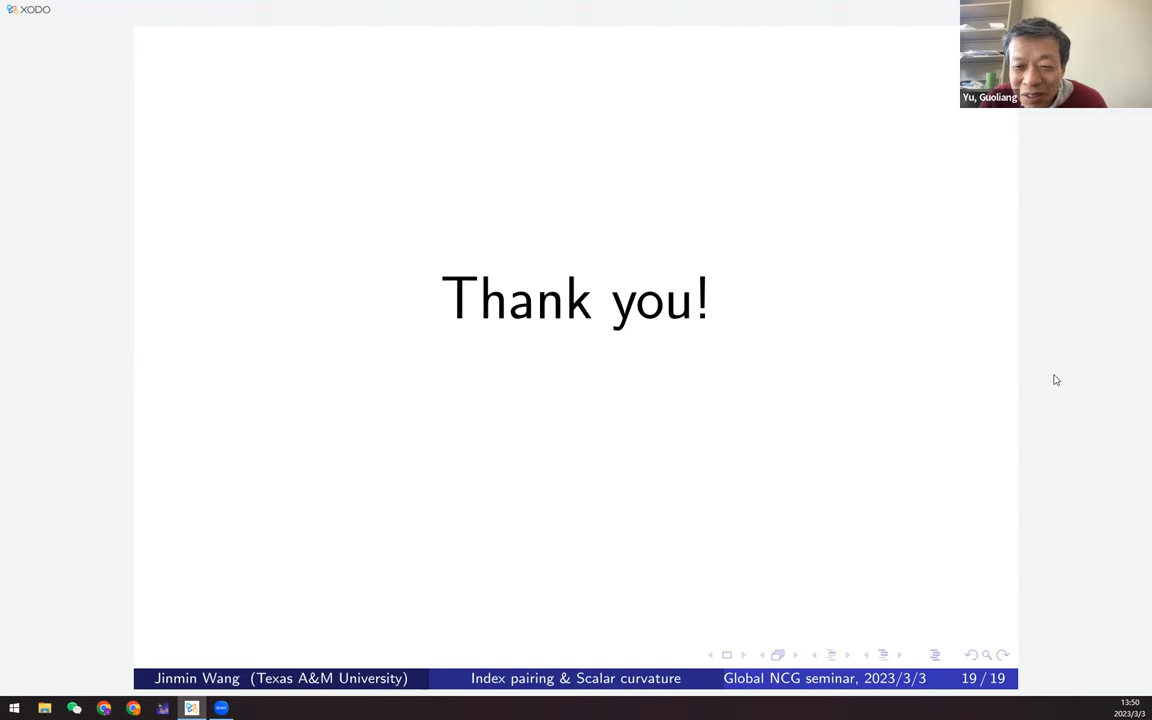 XODO
Yu, Guoliang
Thank you!
Jinmin Wang (Texas A&M University) Index pairing & Scalar curvature Global NCG seminar, 2023/3/3 19 / 19
13:50
2023/3/3